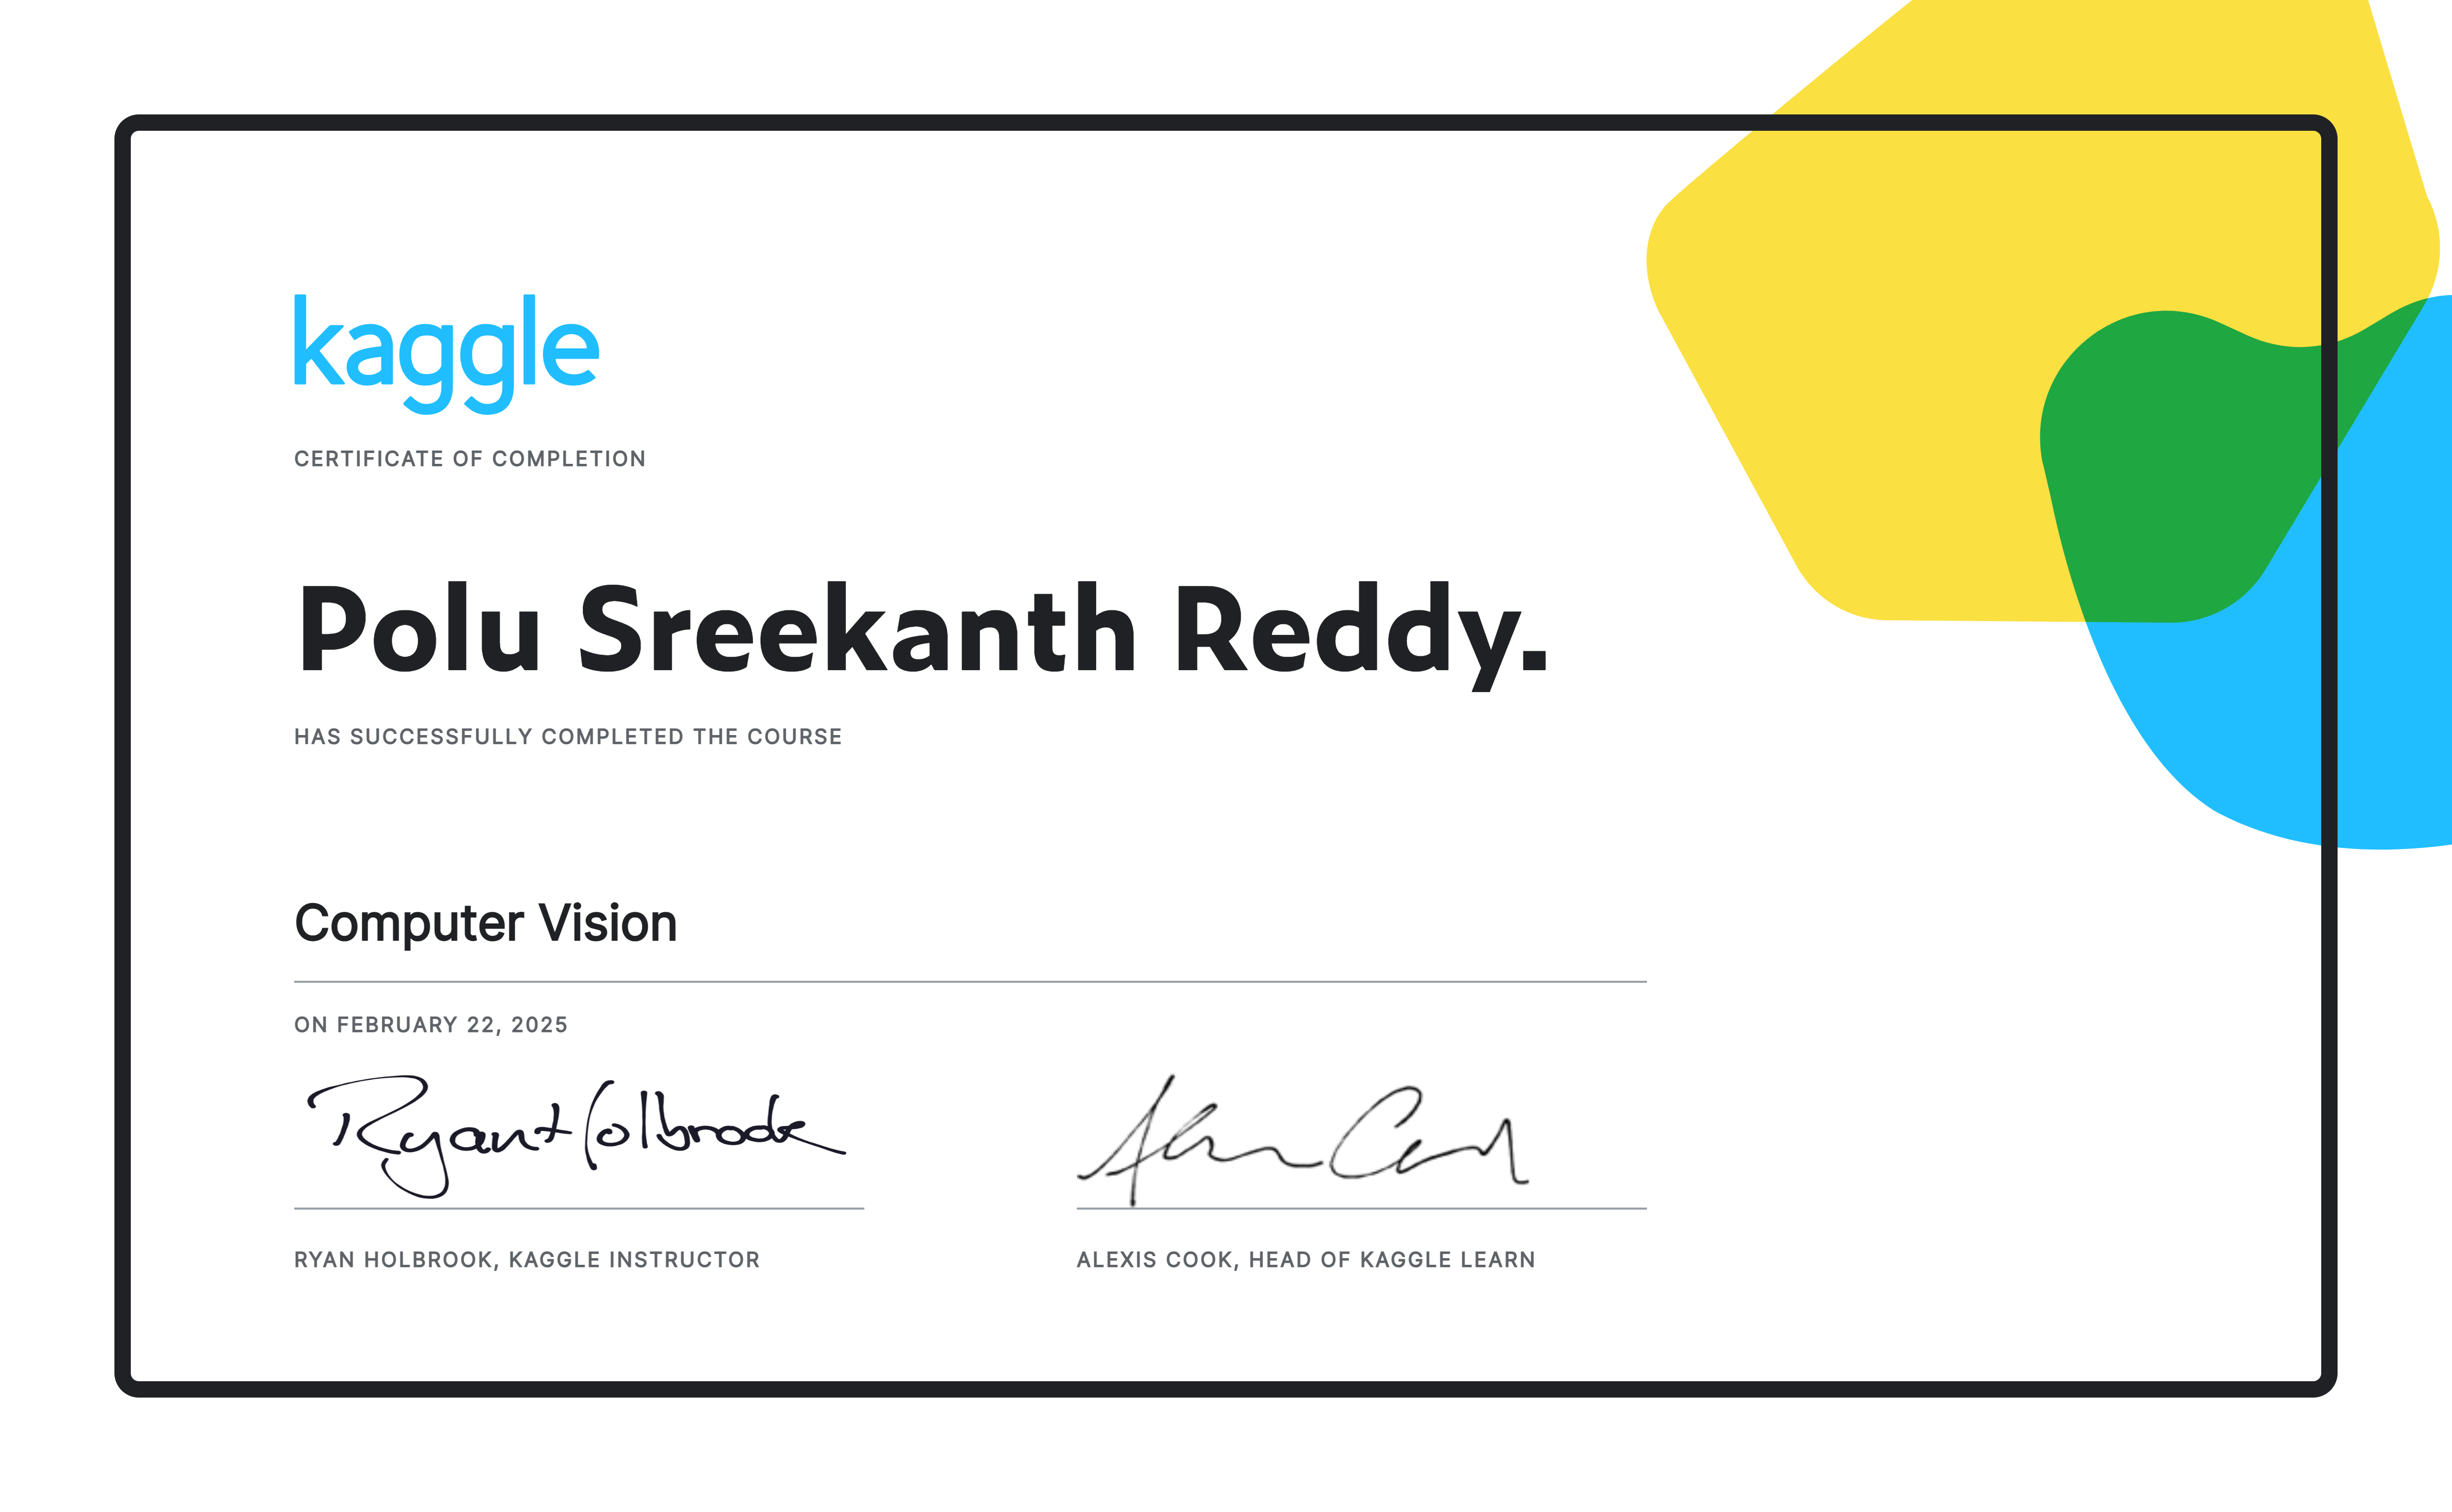 kaggle
CERTIFICATE OF COMPLETION
Polu Sreekanth Reddy.
HAS SUCCESSFULLY COMPLETED THE COURSE
Computer Vision
ON FEBRUARY 22, 2025
Ryan Holbrook
Alexis Cook
RYAN HOLBROOK, KAGGLE INSTRUCTOR
ALEXIS COOK, HEAD OF KAGGLE LEARN